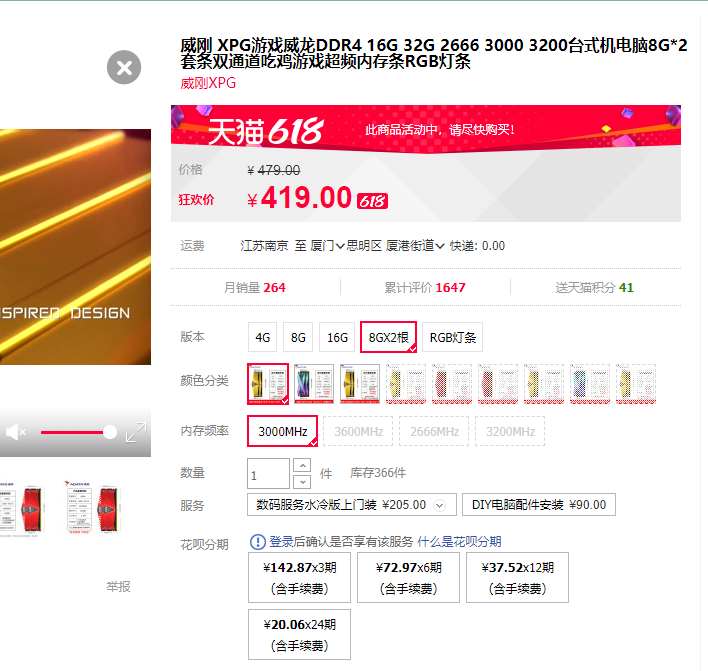 威刚 XPG游戏威龙DDR4 16G 32G 2666 3000 3200台式机电脑8G*2
套条双通道吃鸡游戏超频内存条RGB灯条
威刚XPG
天猫618
此商品活动中，请尽快购买！
价格 ¥ 479.00
狂欢价 ¥ 419.00 618
运费 江苏南京 至 厦门 思明区 厦港街道 快递: 0.00
月销量 264 累计评价 1647 送天猫积分 41
版本 4G 8G 16G 8GX2根 RGB灯条
颜色分类
内存频率 3000MHz 3600MHz 2666MHz 3200MHz
数量 1 件 库存366件
服务 数码服务水冷版上门装 ¥205.00 DIY电脑配件安装 ¥90.00
花呗分期 登录后确认是否享有该服务 什么是花呗分期
¥142.87x3期 ¥72.97x6期 ¥37.52x12期
(含手续费) (含手续费) (含手续费)
¥20.06x24期
(含手续费)
NSPIRED DESIGN
举报